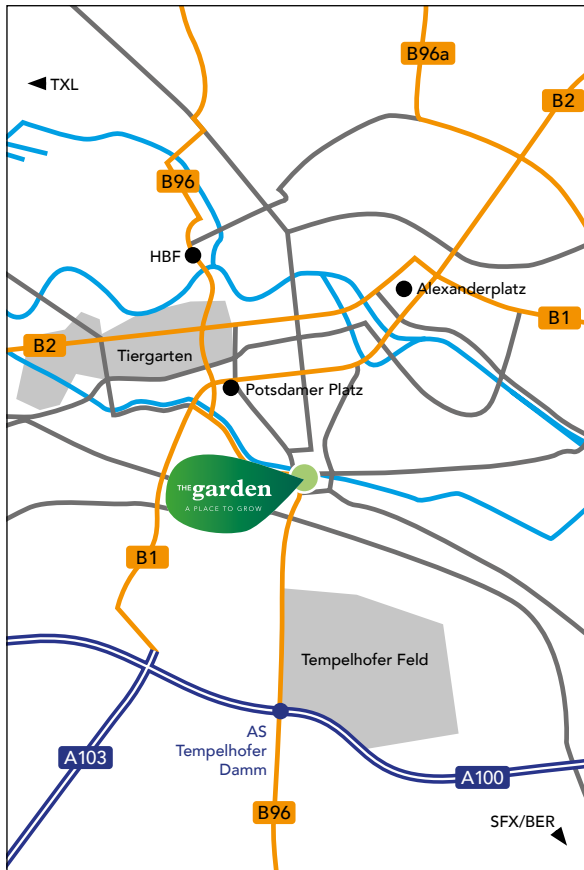 B96a
TXL
B2
B96
HBF
Alexanderplatz
B1
B2
Tiergarten
Potsdamer Platz
THE garden
A PLACE TO GROW
B1
Tempelhofer Feld
AS
Tempelhofer
Damm
A103
A100
B96
SFX/BER